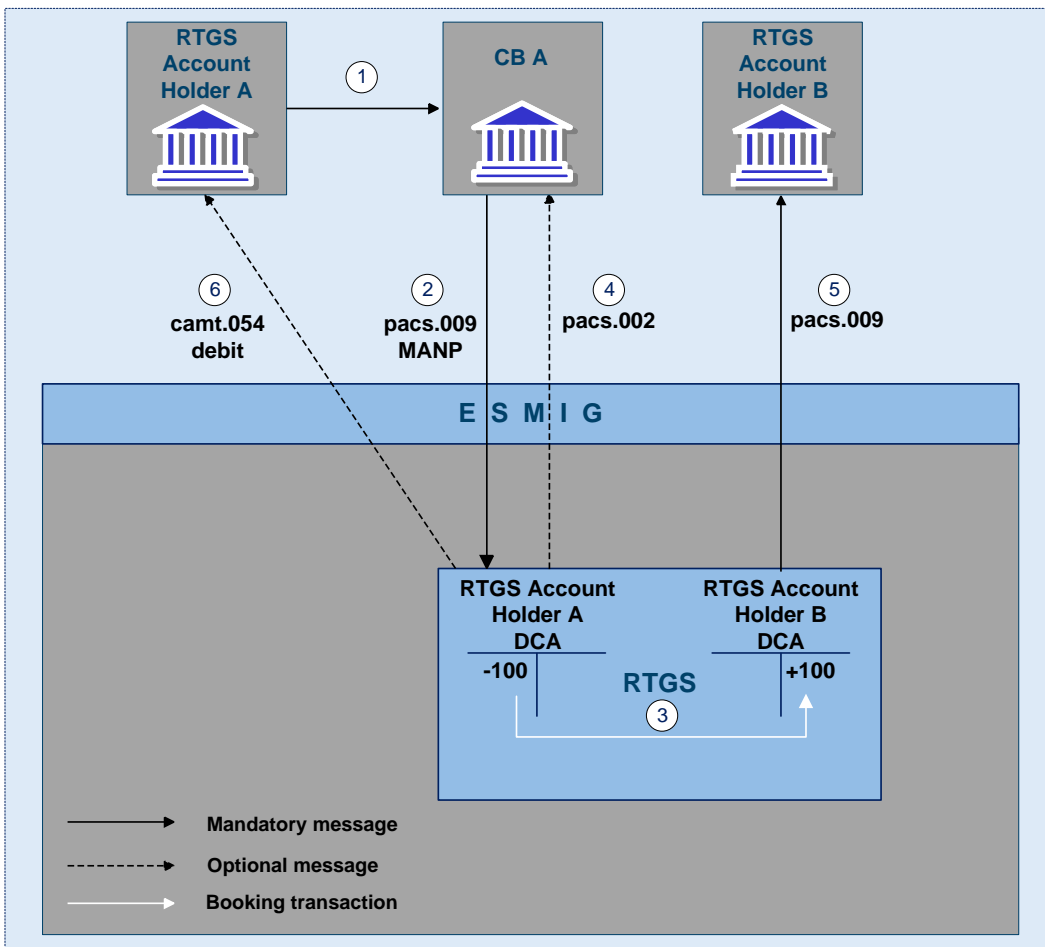 RTGS
Account
Holder A
1
CB A
RTGS
Account
Holder B
6
camt.054
debit
2
pacs.009
MANP
4
pacs.002
5
pacs.009
E S M I G
RTGS Account
Holder A
DCA
-100
RTGS Account
Holder B
DCA
+100
RTGS
3
Mandatory message
Optional message
Booking transaction